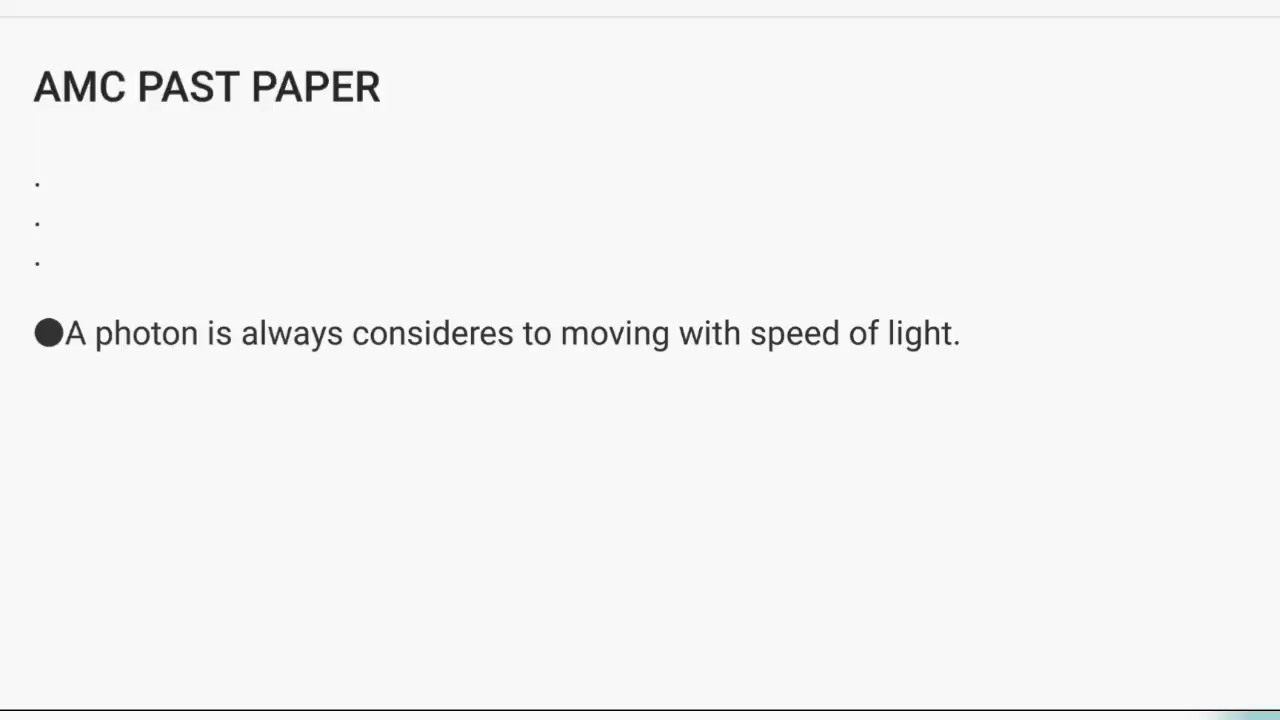 AMC PAST PAPER
.
.
.
●A photon is always consideres to moving with speed of light.